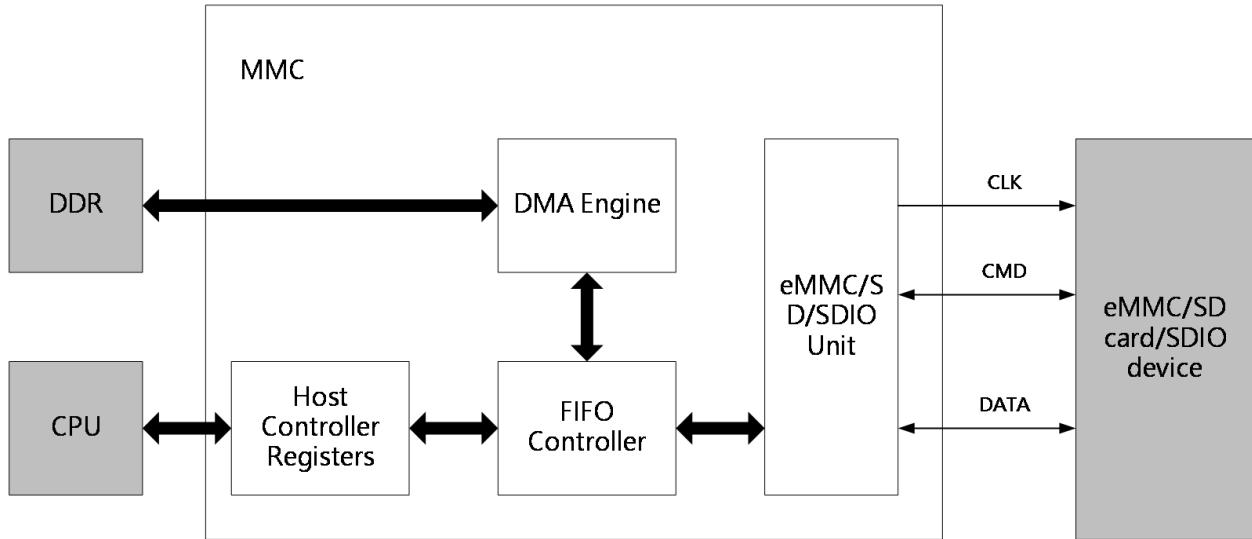 MMC
DDR
DMA Engine
CLK
CMD
eMMC/S
D/SDIO
Unit
eMMC/SD
card/SDIO
device
CPU
Host
Controller
Registers
FIFO
Controller
DATA